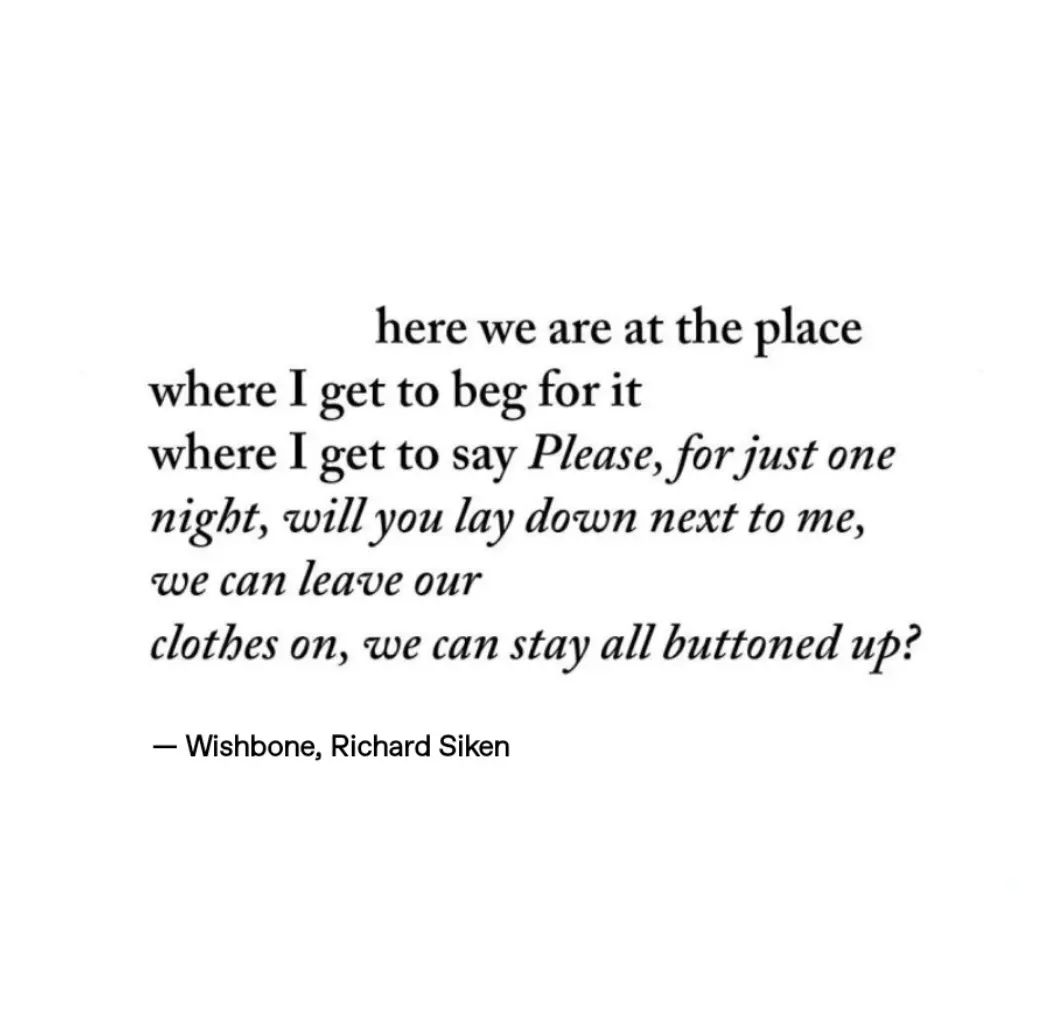 here we are at the place
where I get to beg for it
where I get to say Please, for just one
night, will you lay down next to me,
we can leave our
clothes on, we can stay all buttoned up?
— Wishbone, Richard Siken